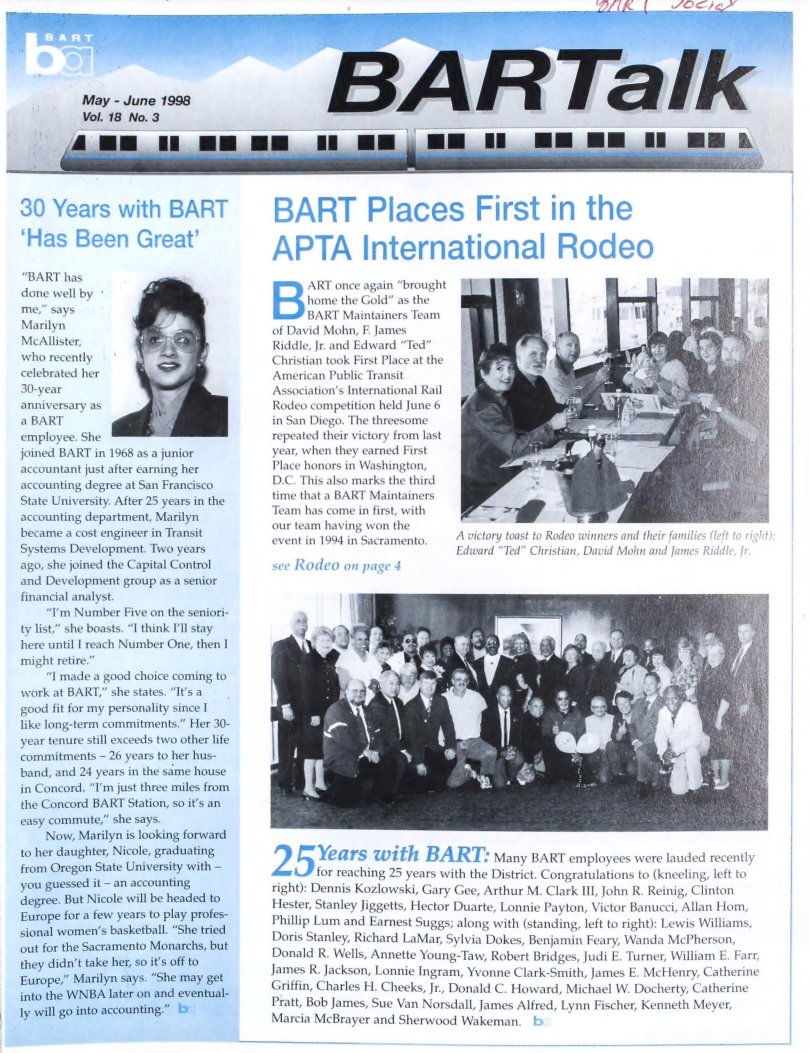 BART Social
BART
ba
May - June 1998
Vol. 18 No. 3
BARTalk
30 Years with BART
'Has Been Great'
"BART has
done well by
me," says
Marilyn
McAllister,
who recently
celebrated her
30-year
anniversary as
a BART
employee. She
joined BART in 1968 as a junior
accountant just after earning her
accounting degree at San Francisco
State University. After 25 years in the
accounting department, Marilyn
became a cost engineer in Transit
Systems Development. Two years
ago, she joined the Capital Control
and Development group as a senior
financial analyst.
"I'm Number Five on the seniori-
ty list," she boasts. "I think I'll stay
here until I reach Number One, then I
might retire."
"I made a good choice coming to
work at BART," she states. "It's a
good fit for my personality since I
like long-term commitments." Her 30-
year tenure still exceeds two other life
commitments – 26 years to her hus-
band, and 24 years in the same house
in Concord. "I'm just three miles from
the Concord BART Station, so it's an
easy commute," she says.
Now, Marilyn is looking forward
to her daughter, Nicole, graduating
from Oregon State University with –
you guessed it – an accounting
degree. But Nicole will be headed to
Europe for a few years to play profes-
sional women's basketball. "She tried
out for the Sacramento Monarchs, but
they didn't take her, so it's off to
Europe," Marilyn says. "She may get
into the WNBA later on and eventual-
ly will go into accounting." ba
BART Places First in the
APTA International Rodeo
BART once again "brought
home the Gold" as the
BART Maintainers Team
of David Mohn, F. James
Riddle, Jr. and Edward "Ted"
Christian took First Place at the
American Public Transit
Association's International Rail
Rodeo competition held June 6
in San Diego. The threesome
repeated their victory from last
year, when they earned First
Place honors in Washington,
D.C. This also marks the third
time that a BART Maintainers
Team has come in first, with
our team having won the
event in 1994 in Sacramento.
see Rodeo on page 4
A victory toast to Rodeo winners and their families (left to right):
Edward "Ted" Christian, David Mohn and James Riddle, Jr.
25 Years with BART: Many BART employees were lauded recently
for reaching 25 years with the District. Congratulations to (kneeling, left to
right): Dennis Kozlowski, Gary Gee, Arthur M. Clark III, John R. Reinig, Clinton
Hester, Stanley Jiggetts, Hector Duarte, Lonnie Payton, Victor Banucci, Allan Hom,
Phillip Lum and Earnest Suggs; along with (standing, left to right): Lewis Williams,
Doris Stanley, Richard LaMar, Sylvia Dokes, Benjamin Feary, Wanda McPherson,
Donald R. Wells, Annette Young-Taw, Robert Bridges, Judi E. Turner, William E. Farr,
James R. Jackson, Lonnie Ingram, Yvonne Clark-Smith, James E. McHenry, Catherine
Griffin, Charles H. Cheeks, Jr., Donald C. Howard, Michael W. Docherty, Catherine
Pratt, Bob James, Sue Van Norsdall, James Alfred, Lynn Fischer, Kenneth Meyer,
Marcia McBrayer and Sherwood Wakeman. ba